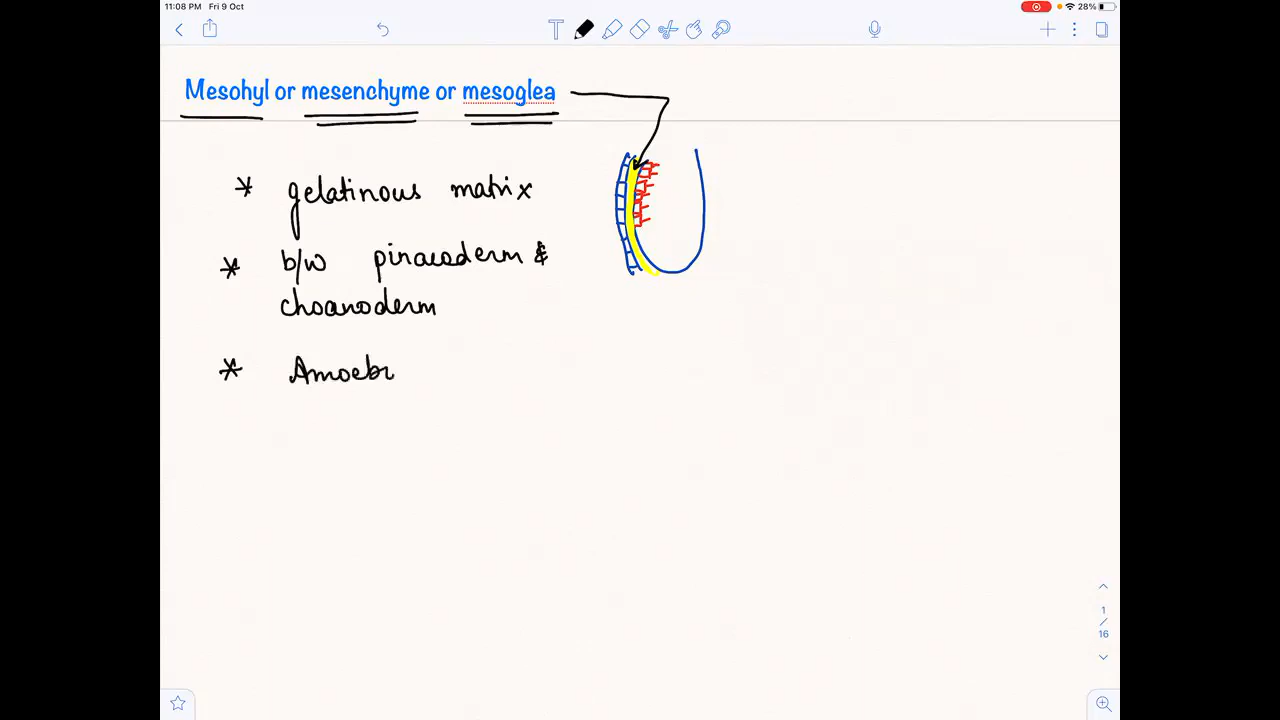 11:08 PM Fri 9 Oct 28%
T
Mesohyl or mesenchyme or mesoglea
* gelatinous matrix
* b/w pinacoderm &
choanoderm
* Amoeb
1
/
16